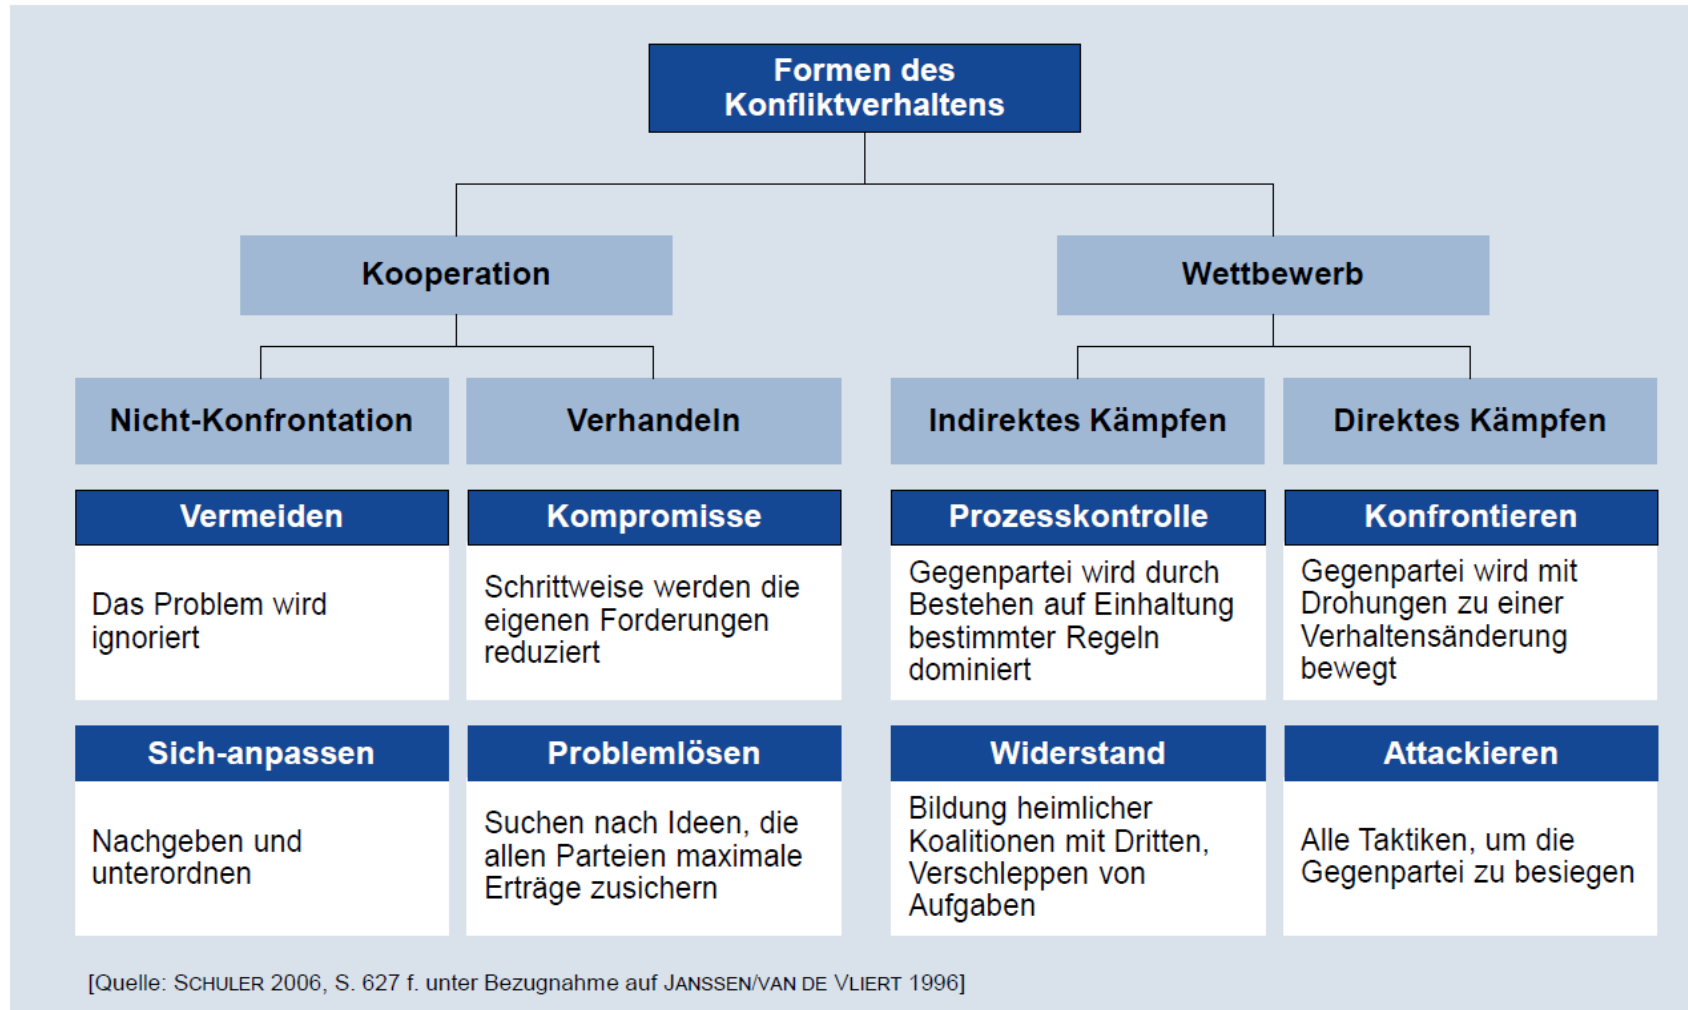 Formen des
Konfliktverhaltens
Kooperation
Wettbewerb
Nicht-Konfrontation
Verhandeln
Indirektes Kämpfen
Direktes Kämpfen
Vermeiden
Das Problem wird
ignoriert
Kompromisse
Schrittweise werden die
eigenen Forderungen
reduziert
Prozesskontrolle
Gegenpartei wird durch
Bestehen auf Einhaltung
bestimmter Regeln
dominiert
Konfrontieren
Gegenpartei wird mit
Drohungen zu einer
Verhaltensänderung
bewegt
Sich-anpassen
Nachgeben und
unterordnen
Problemlösen
Suchen nach Ideen, die
allen Parteien maximale
Erträge zusichern
Widerstand
Bildung heimlicher
Koalitionen mit Dritten,
Verschleppen von
Aufgaben
Attackieren
Alle Taktiken, um die
Gegenpartei zu besiegen
[Quelle: SCHULER 2006, S. 627 f. unter Bezugnahme auf JANSSEN/VAN DE VLIERT 1996]